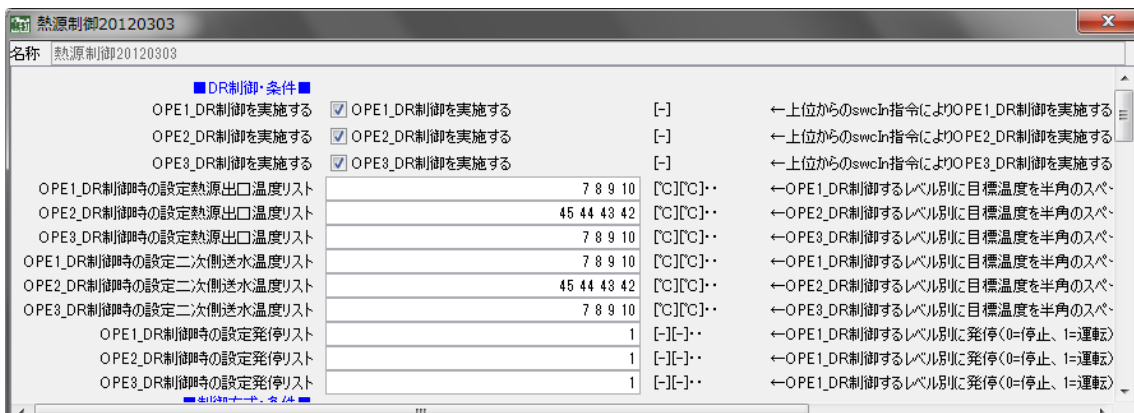 熱源制御20120303
名称 熱源制御20120303
■DR制御・条件■
OPE1_DR制御を実施する OPE1_DR制御を実施する [-] ←上位からのswcIn指令によりOPE1_DR制御を実施する
OPE2_DR制御を実施する OPE2_DR制御を実施する [-] ←上位からのswcIn指令によりOPE2_DR制御を実施する
OPE3_DR制御を実施する OPE3_DR制御を実施する [-] ←上位からのswcIn指令によりOPE3_DR制御を実施する
OPE1_DR制御時の設定熱源出口温度リスト 7 8 9 10 [℃][℃]・・ ←OPE1_DR制御するレベル別に目標温度を半角のスペ
OPE2_DR制御時の設定熱源出口温度リスト 45 44 43 42 [℃][℃]・・ ←OPE2_DR制御するレベル別に目標温度を半角のスペ
OPE3_DR制御時の設定熱源出口温度リスト 7 8 9 10 [℃][℃]・・ ←OPE3_DR制御するレベル別に目標温度を半角のスペ
OPE1_DR制御時の設定二次側送水温度リスト 7 8 9 10 [℃][℃]・・ ←OPE1_DR制御するレベル別に目標温度を半角のスペ
OPE2_DR制御時の設定二次側送水温度リスト 45 44 43 42 [℃][℃]・・ ←OPE2_DR制御するレベル別に目標温度を半角のスペ
OPE3_DR制御時の設定二次側送水温度リスト 7 8 9 10 [℃][℃]・・ ←OPE3_DR制御するレベル別に目標温度を半角のスペ
OPE1_DR制御時の設定発停リスト 1 [-][-]・・ ←OPE1_DR制御するレベル別に発停(0=停止、1=運転)
OPE2_DR制御時の設定発停リスト 1 [-][-]・・ ←OPE1_DR制御するレベル別に発停(0=停止、1=運転)
OPE3_DR制御時の設定発停リスト 1 [-][-]・・ ←OPE1_DR制御するレベル別に発停(0=停止、1=運転)
■制御方式・条件■